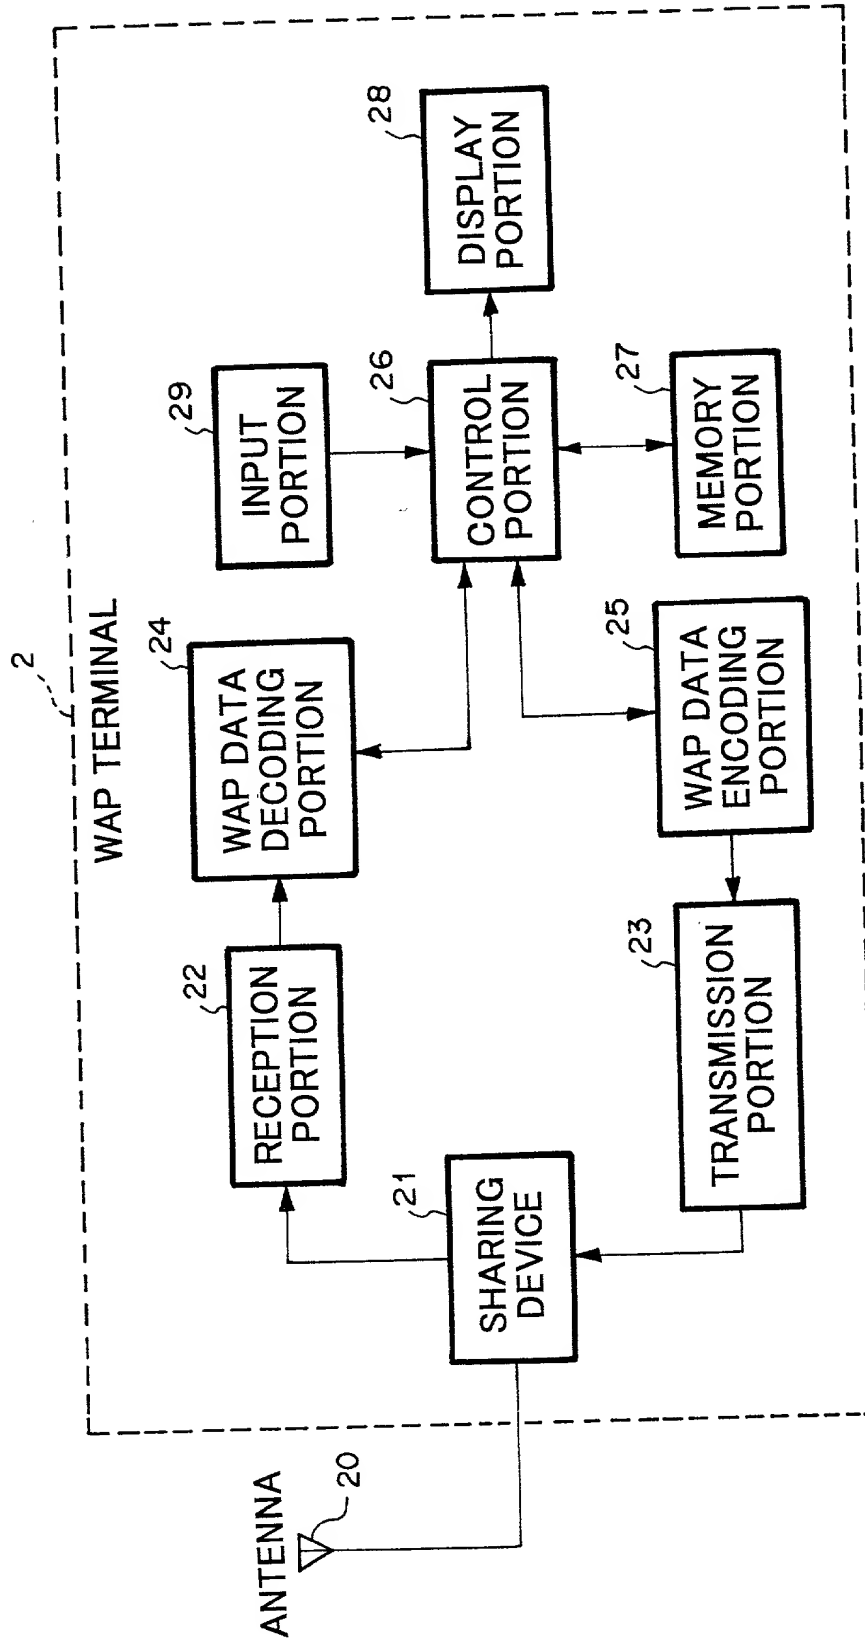 2
WAP TERMINAL
ANTENNA
20
SHARING
DEVICE
21
RECEPTION
PORTION
22
WAP DATA
DECODING
PORTION
24
INPUT
PORTION
29
CONTROL
PORTION
26
DISPLAY
PORTION
28
MEMORY
PORTION
27
WAP DATA
ENCODING
PORTION
25
TRANSMISSION
PORTION
23